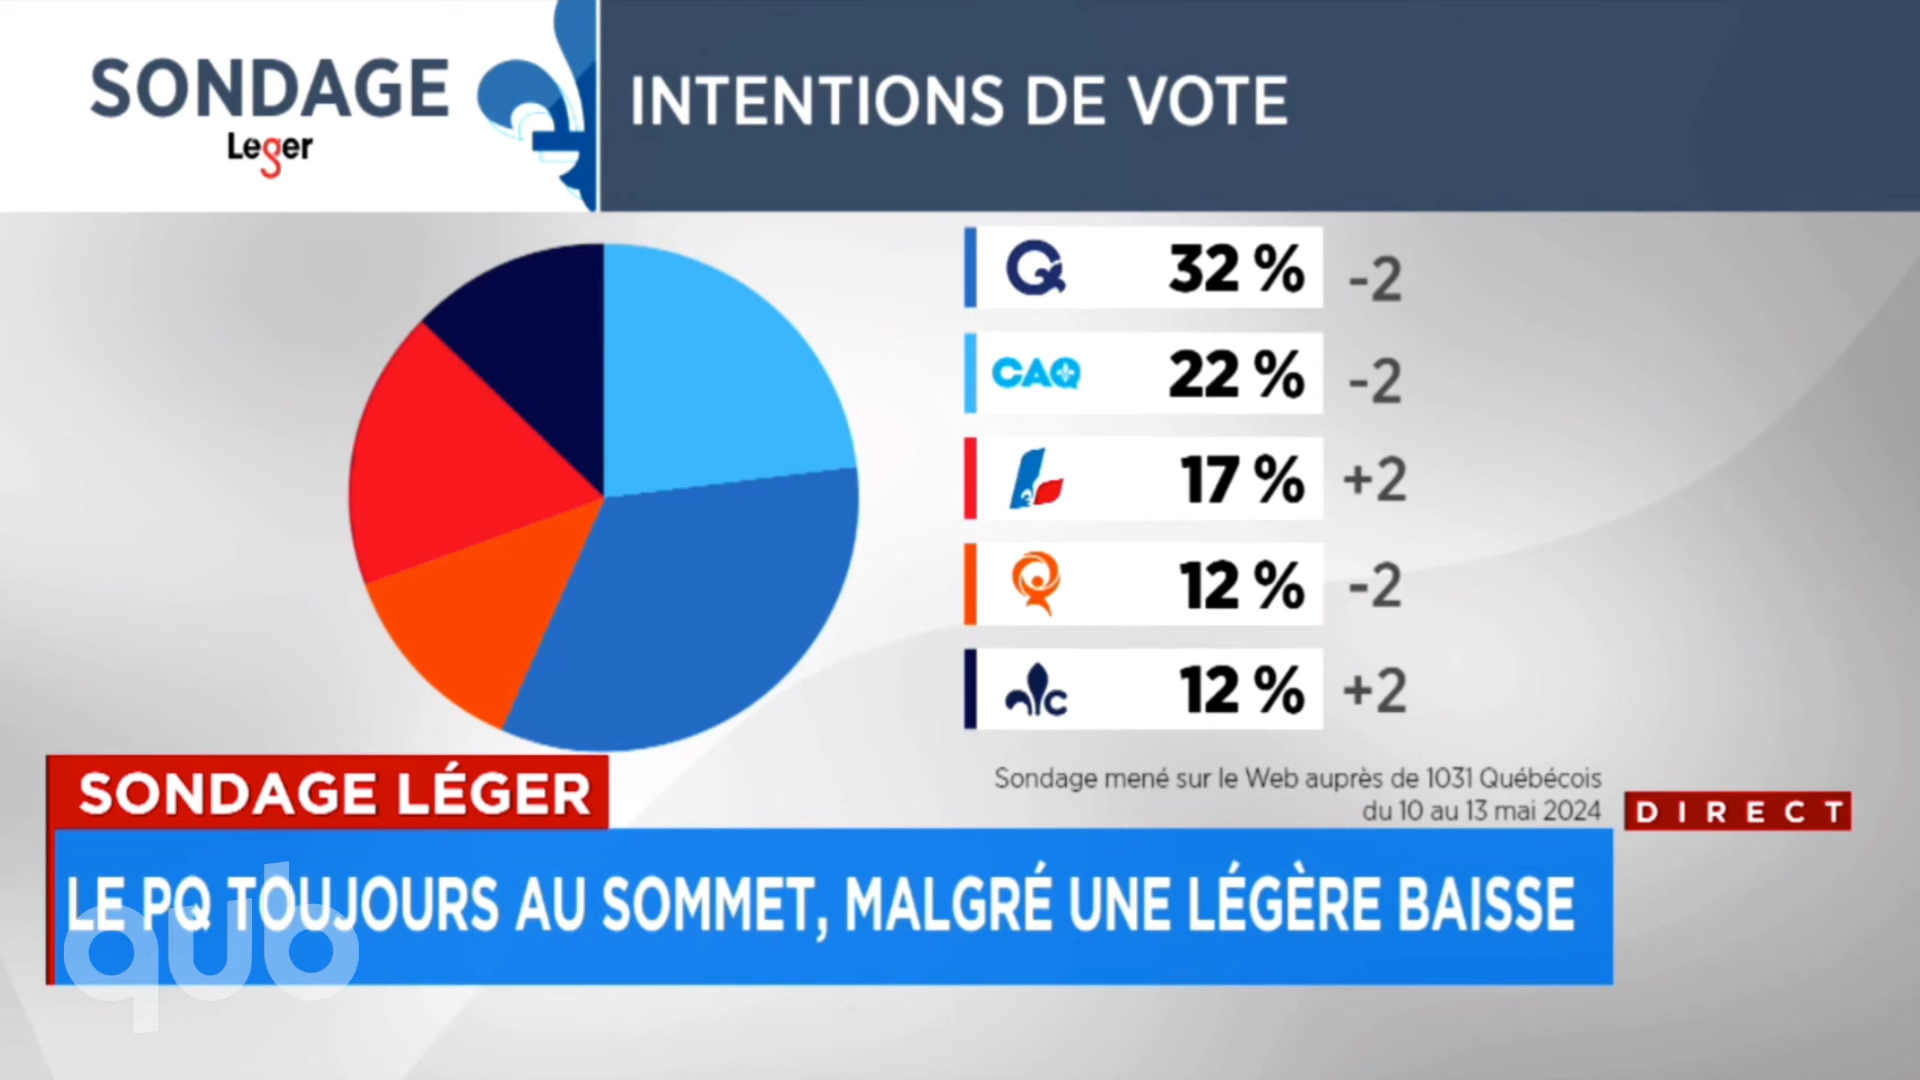 SONDAGE
Leger
INTENTIONS DE VOTE
32 % -2
CAQ 22 % -2
17 % +2
12 % -2
C 12 % +2
Sondage mené sur le Web auprès de 1031 Québécois
du 10 au 13 mai 2024
DIRECT
SONDAGE LÉGER
LE PQ TOUJOURS AU SOMMET, MALGRÉ UNE LÉGÈRE BAISSE
qub